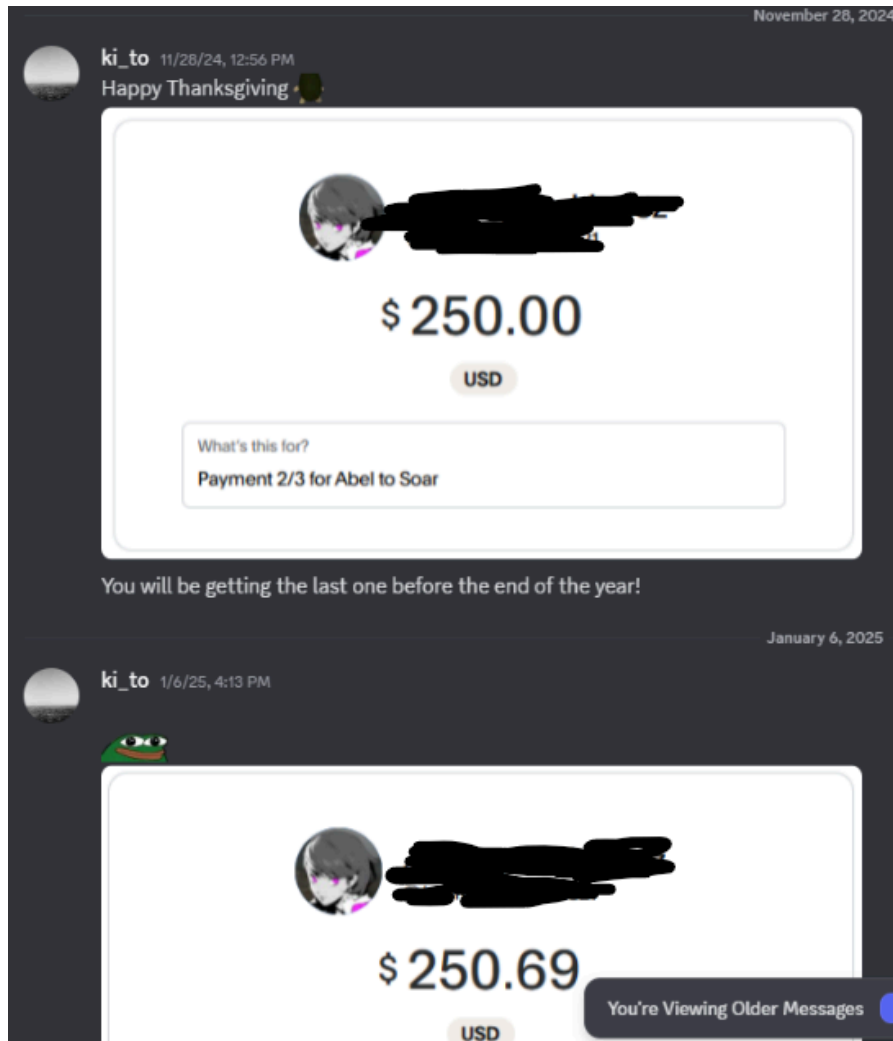 November 28, 2024
ki_to 11/28/24, 12:56 PM
Happy Thanksgiving
$ 250.00
USD
What's this for?
Payment 2/3 for Abel to Soar
You will be getting the last one before the end of the year!
January 6, 2025
ki_to 1/6/25, 4:13 PM
$ 250.69
You're Viewing Older Messages
USD